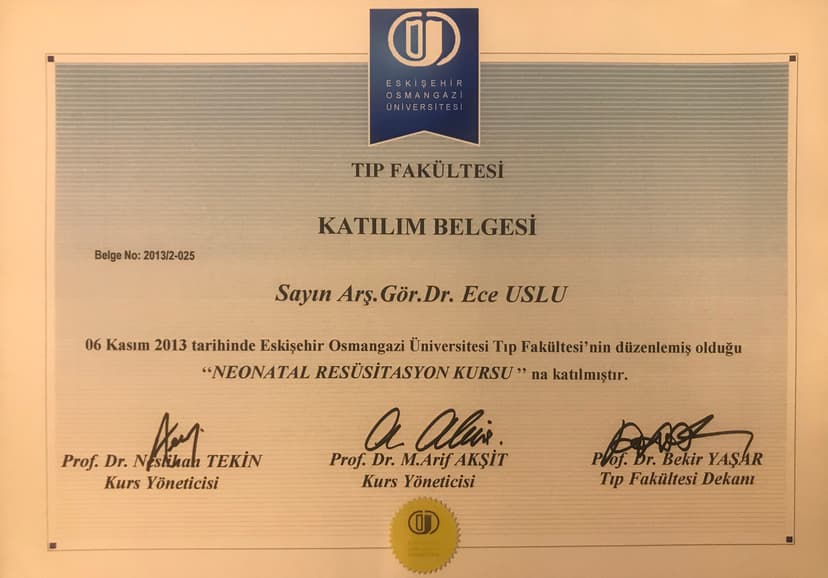 ESKİŞEHİR
OSMANGAZİ
ÜNİVERSİTESİ
TIP FAKÜLTESİ
KATILIM BELGESİ
Belge No: 2013/2-025
Sayın Arş.Gör.Dr. Ece USLU
06 Kasım 2013 tarihinde Eskişehir Osmangazi Üniversitesi Tıp Fakültesi’nin düzenlemiş olduğu
“NEONATAL RESÜSİTASYON KURSU ” na katılmıştır.
Prof. Dr. Neslihan TEKİN
Kurs Yöneticisi
Prof. Dr. M.Arif AKŞİT
Kurs Yöneticisi
Prof. Dr. Bekir YAŞAR
Tıp Fakültesi Dekanı